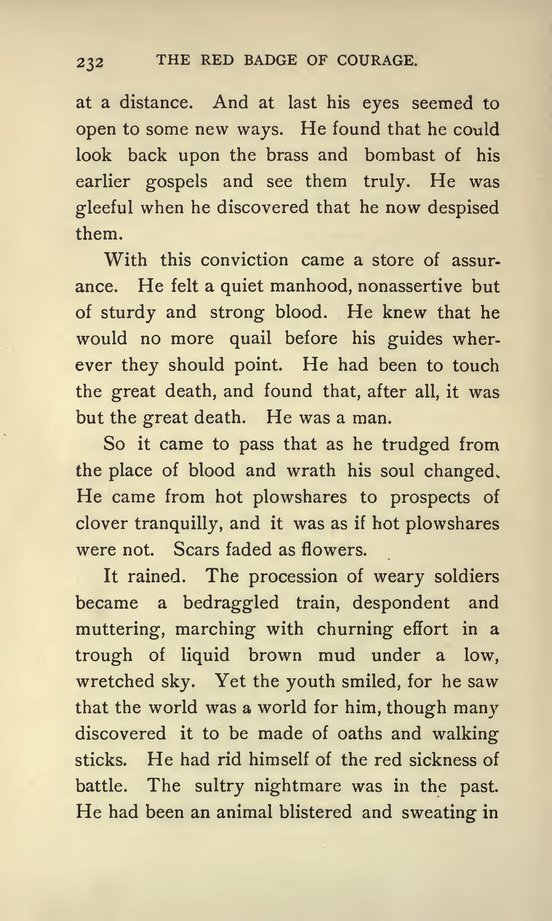 232 THE RED BADGE OF COURAGE.
at a distance. And at last his eyes seemed to
open to some new ways. He found that he could
look back upon the brass and bombast of his
earlier gospels and see them truly. He was
gleeful when he discovered that he now despised
them.
With this conviction came a store of assur-
ance. He felt a quiet manhood, nonassertive but
of sturdy and strong blood. He knew that he
would no more quail before his guides wher-
ever they should point. He had been to touch
the great death, and found that, after all, it was
but the great death. He was a man.
So it came to pass that as he trudged from
the place of blood and wrath his soul changed.
He came from hot plowshares to prospects of
clover tranquilly, and it was as if hot plowshares
were not. Scars faded as flowers.
It rained. The procession of weary soldiers
became a bedraggled train, despondent and
muttering, marching with churning effort in a
trough of liquid brown mud under a low,
wretched sky. Yet the youth smiled, for he saw
that the world was a world for him, though many
discovered it to be made of oaths and walking
sticks. He had rid himself of the red sickness of
battle. The sultry nightmare was in the past.
He had been an animal blistered and sweating in